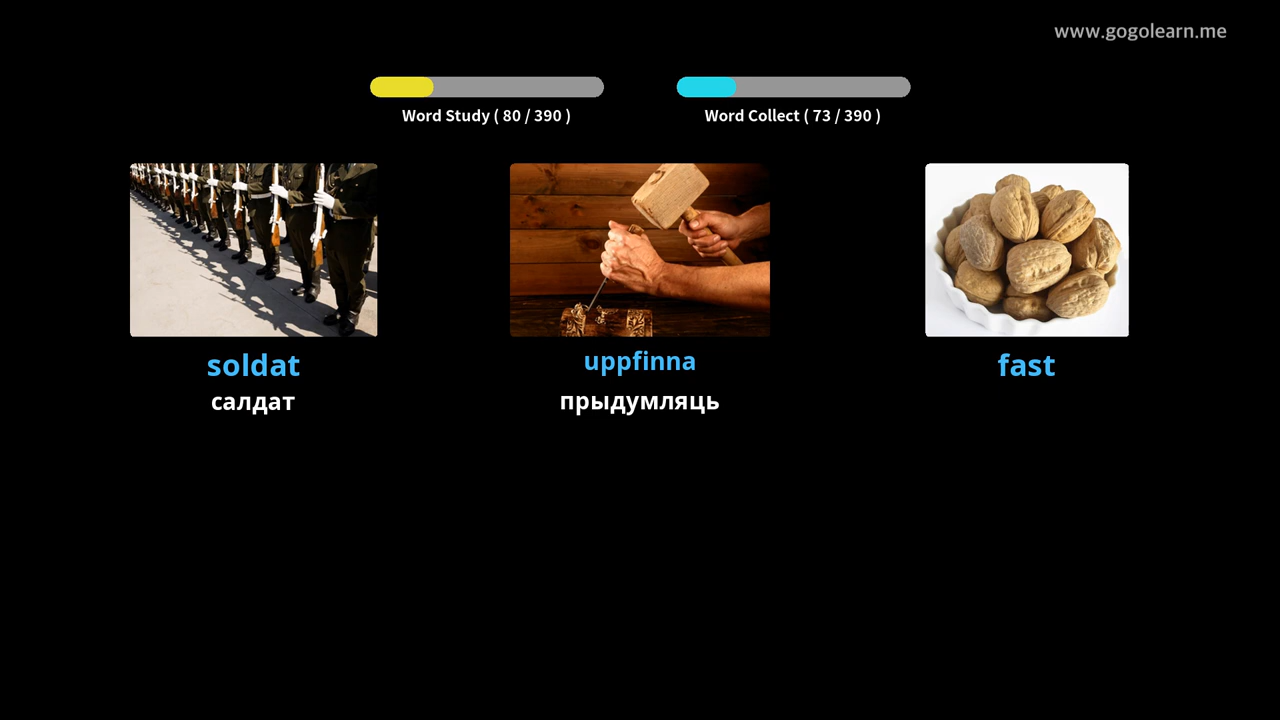 www.gogolearn.me
Word Study ( 80 / 390 )
Word Collect ( 73 / 390 )
soldat
салдат
uppfinna
прыдумляць
fast